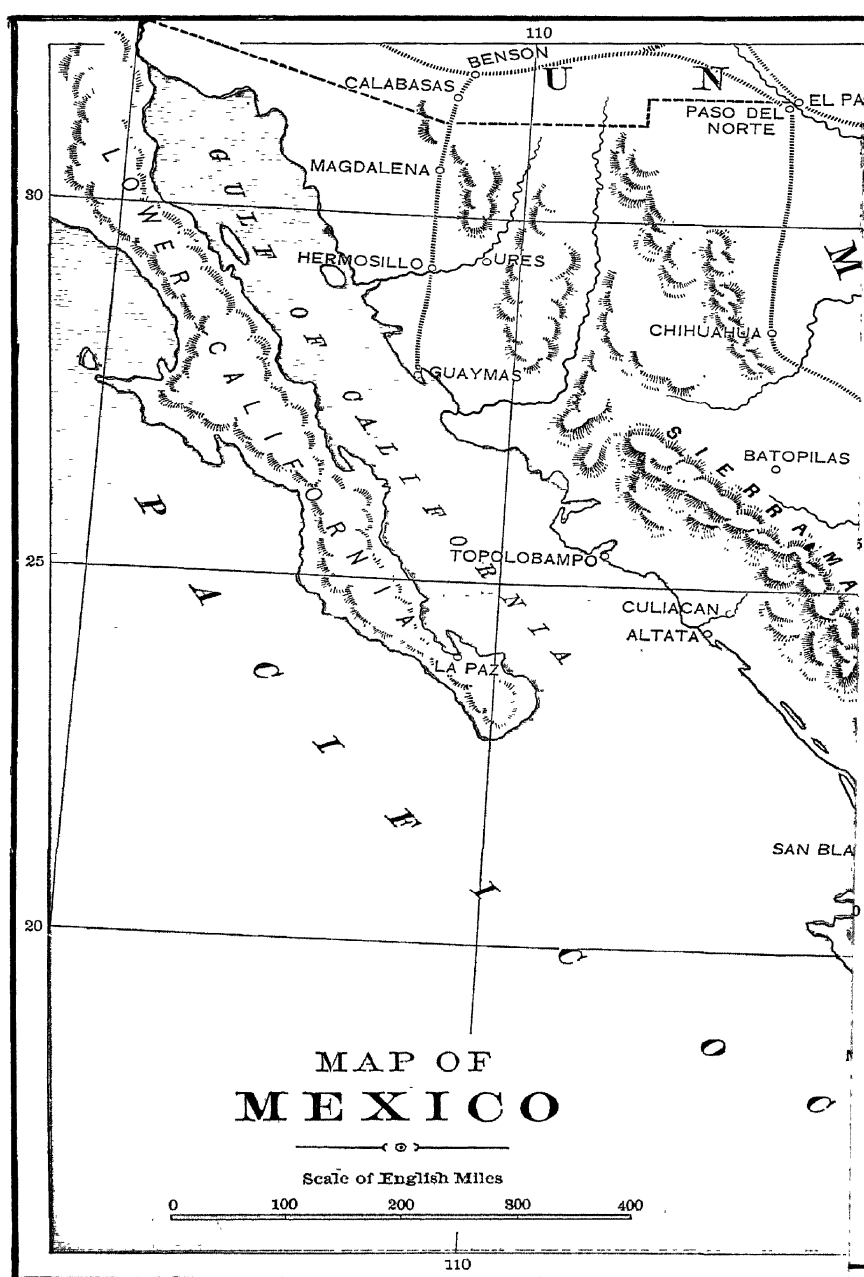 110
BENSON
U N
CALABASAS
EL PA
PASO DEL
NORTE
MAGDALENA
30
GULF OF CALIFORNIA
LOWER CALIFORNIA
M
HERMOSILLO
URES
CHIHUAHUA
GUAYMAS
SIERRA MA
BATOPILAS
PACIFIC OC
TOPOLOBAMPO
25
CULIACAN
ALTATA
LA PAZ
SAN BLA
20
MAP OF
MEXICO
Scale of English Miles
0 100 200 300 400
110